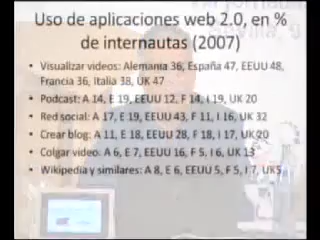 Uso de aplicaciones web 2.0, en %
de internautas (2007)
• Visualizar videos: Alemania 36, España 47, EEUU 48,
Francia 36, Italia 38, UK 47
• Podcast: A 14, E 19, EEUU 12, F 14, I 19, UK 20
• Red social: A 17, E 19, EEUU 43, F 11, I 16, UK 32
• Crear blog: A 11, E 18, EEUU 28, F 18, I 17, UK 20
• Colgar video: A 6, E 7, EEUU 16, F 5, I 6, UK 13
• Wikipedia y similares: A 8, E 6, EEUU 5, F 5, I 7, UK5